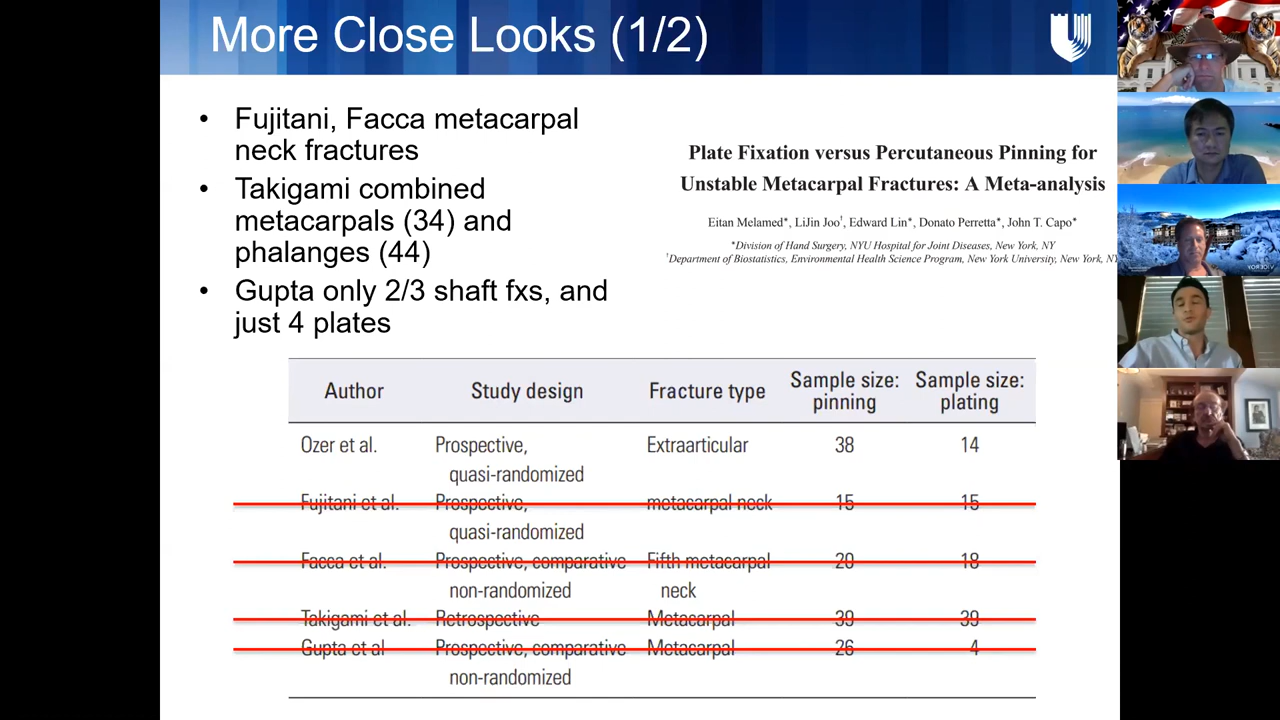 More Close Looks (1/2)
• Fujitani, Facca metacarpal
neck fractures
• Takigami combined
metacarpals (34) and
phalanges (44)
• Gupta only 2/3 shaft fxs, and
just 4 plates
Plate Fixation versus Percutaneous Pinning for
Unstable Metacarpal Fractures: A Meta-analysis
Eitan Melamed*, LiJin Joo†, Edward Lin*, Donato Perretta*, John T. Capo*
*Division of Hand Surgery, NYU Hospital for Joint Diseases, New York, NY
†Department of Biostatistics, Environmental Health Science Program, New York University, New York, NY
Author Study design Fracture type Sample size: pinning Sample size: plating
Ozer et al. Prospective, Extraarticular 38 14
quasi-randomized
Fujitani et al. Prospective, metacarpal neck 15 15
quasi-randomized
Facca et al. Prospective, comparative Fifth metacarpal 20 18
non-randomized neck
Takigami et al. Retrospective Metacarpal 39 39
Gupta et al Prospective, comparative Metacarpal 26 4
non-randomized